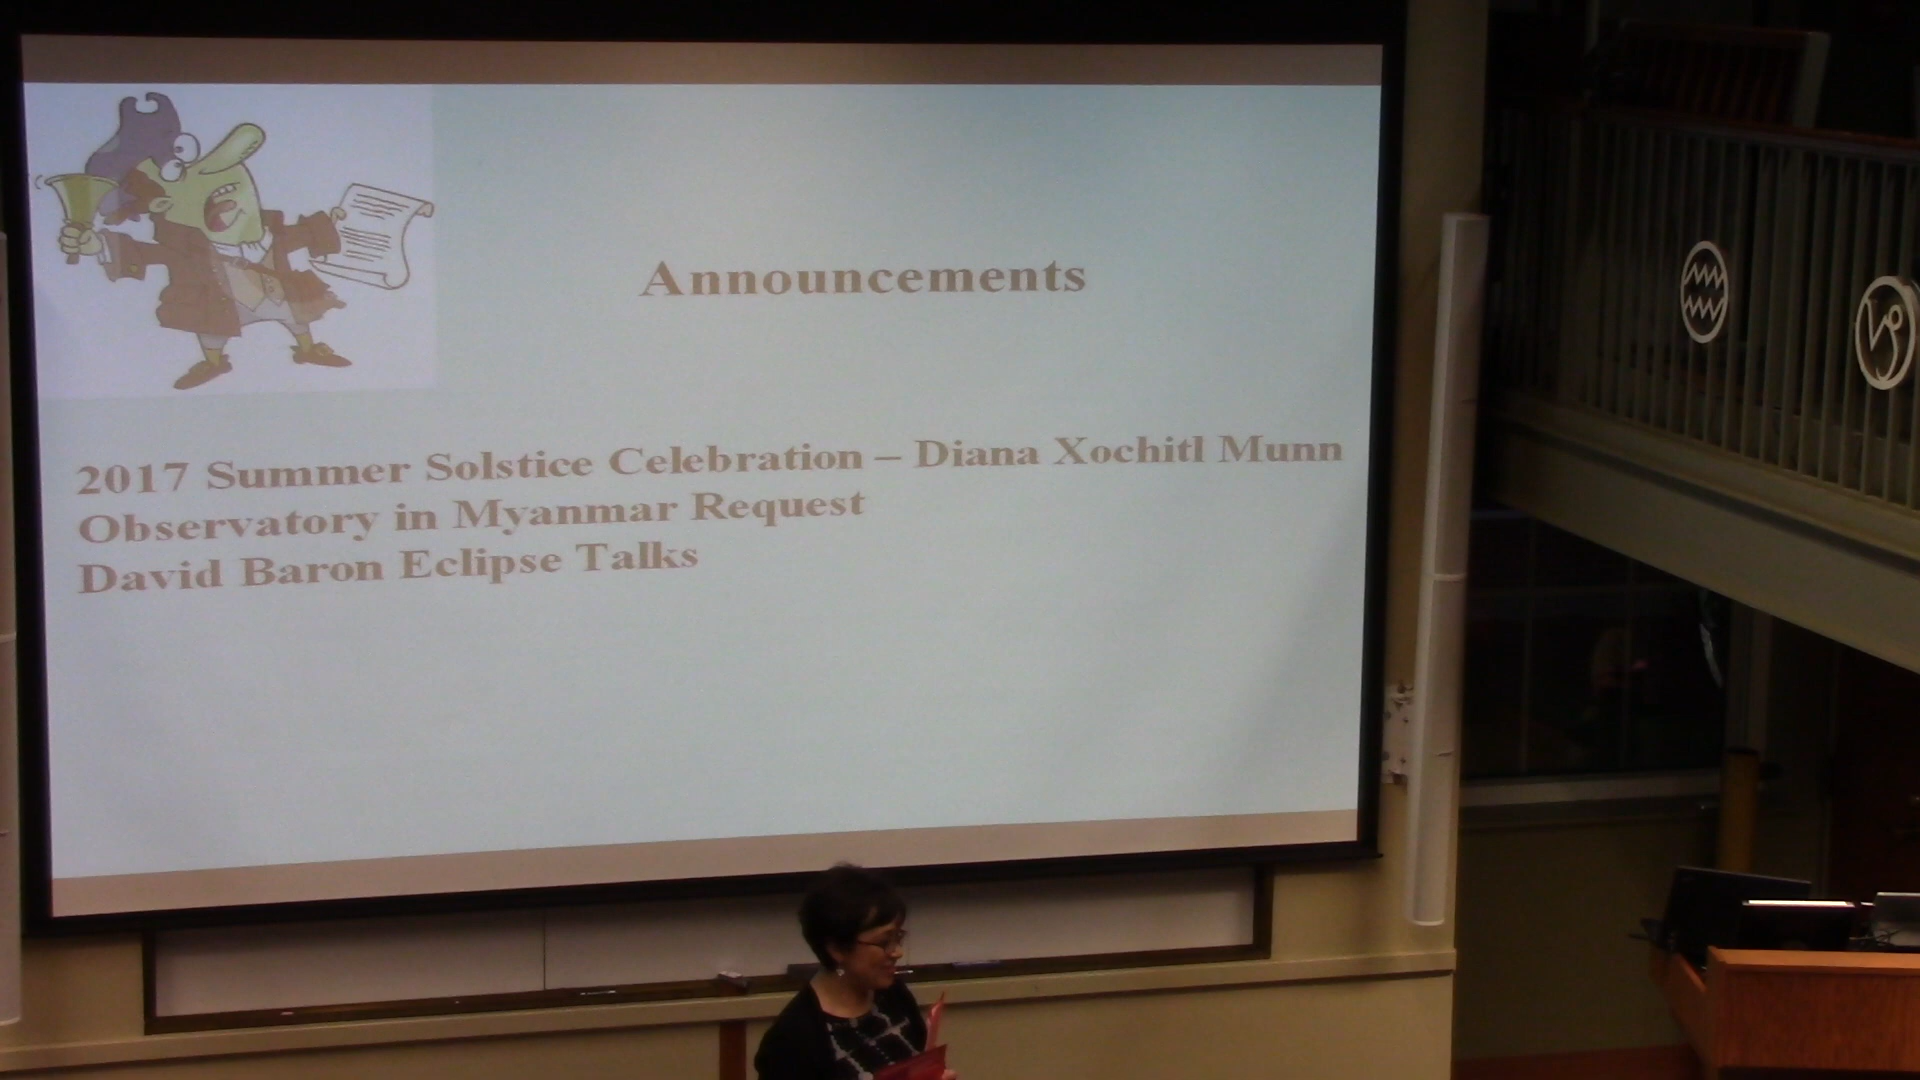 Announcements
2017 Summer Solstice Celebration – Diana Xochitl Munn
Observatory in Myanmar Request
David Baron Eclipse Talks